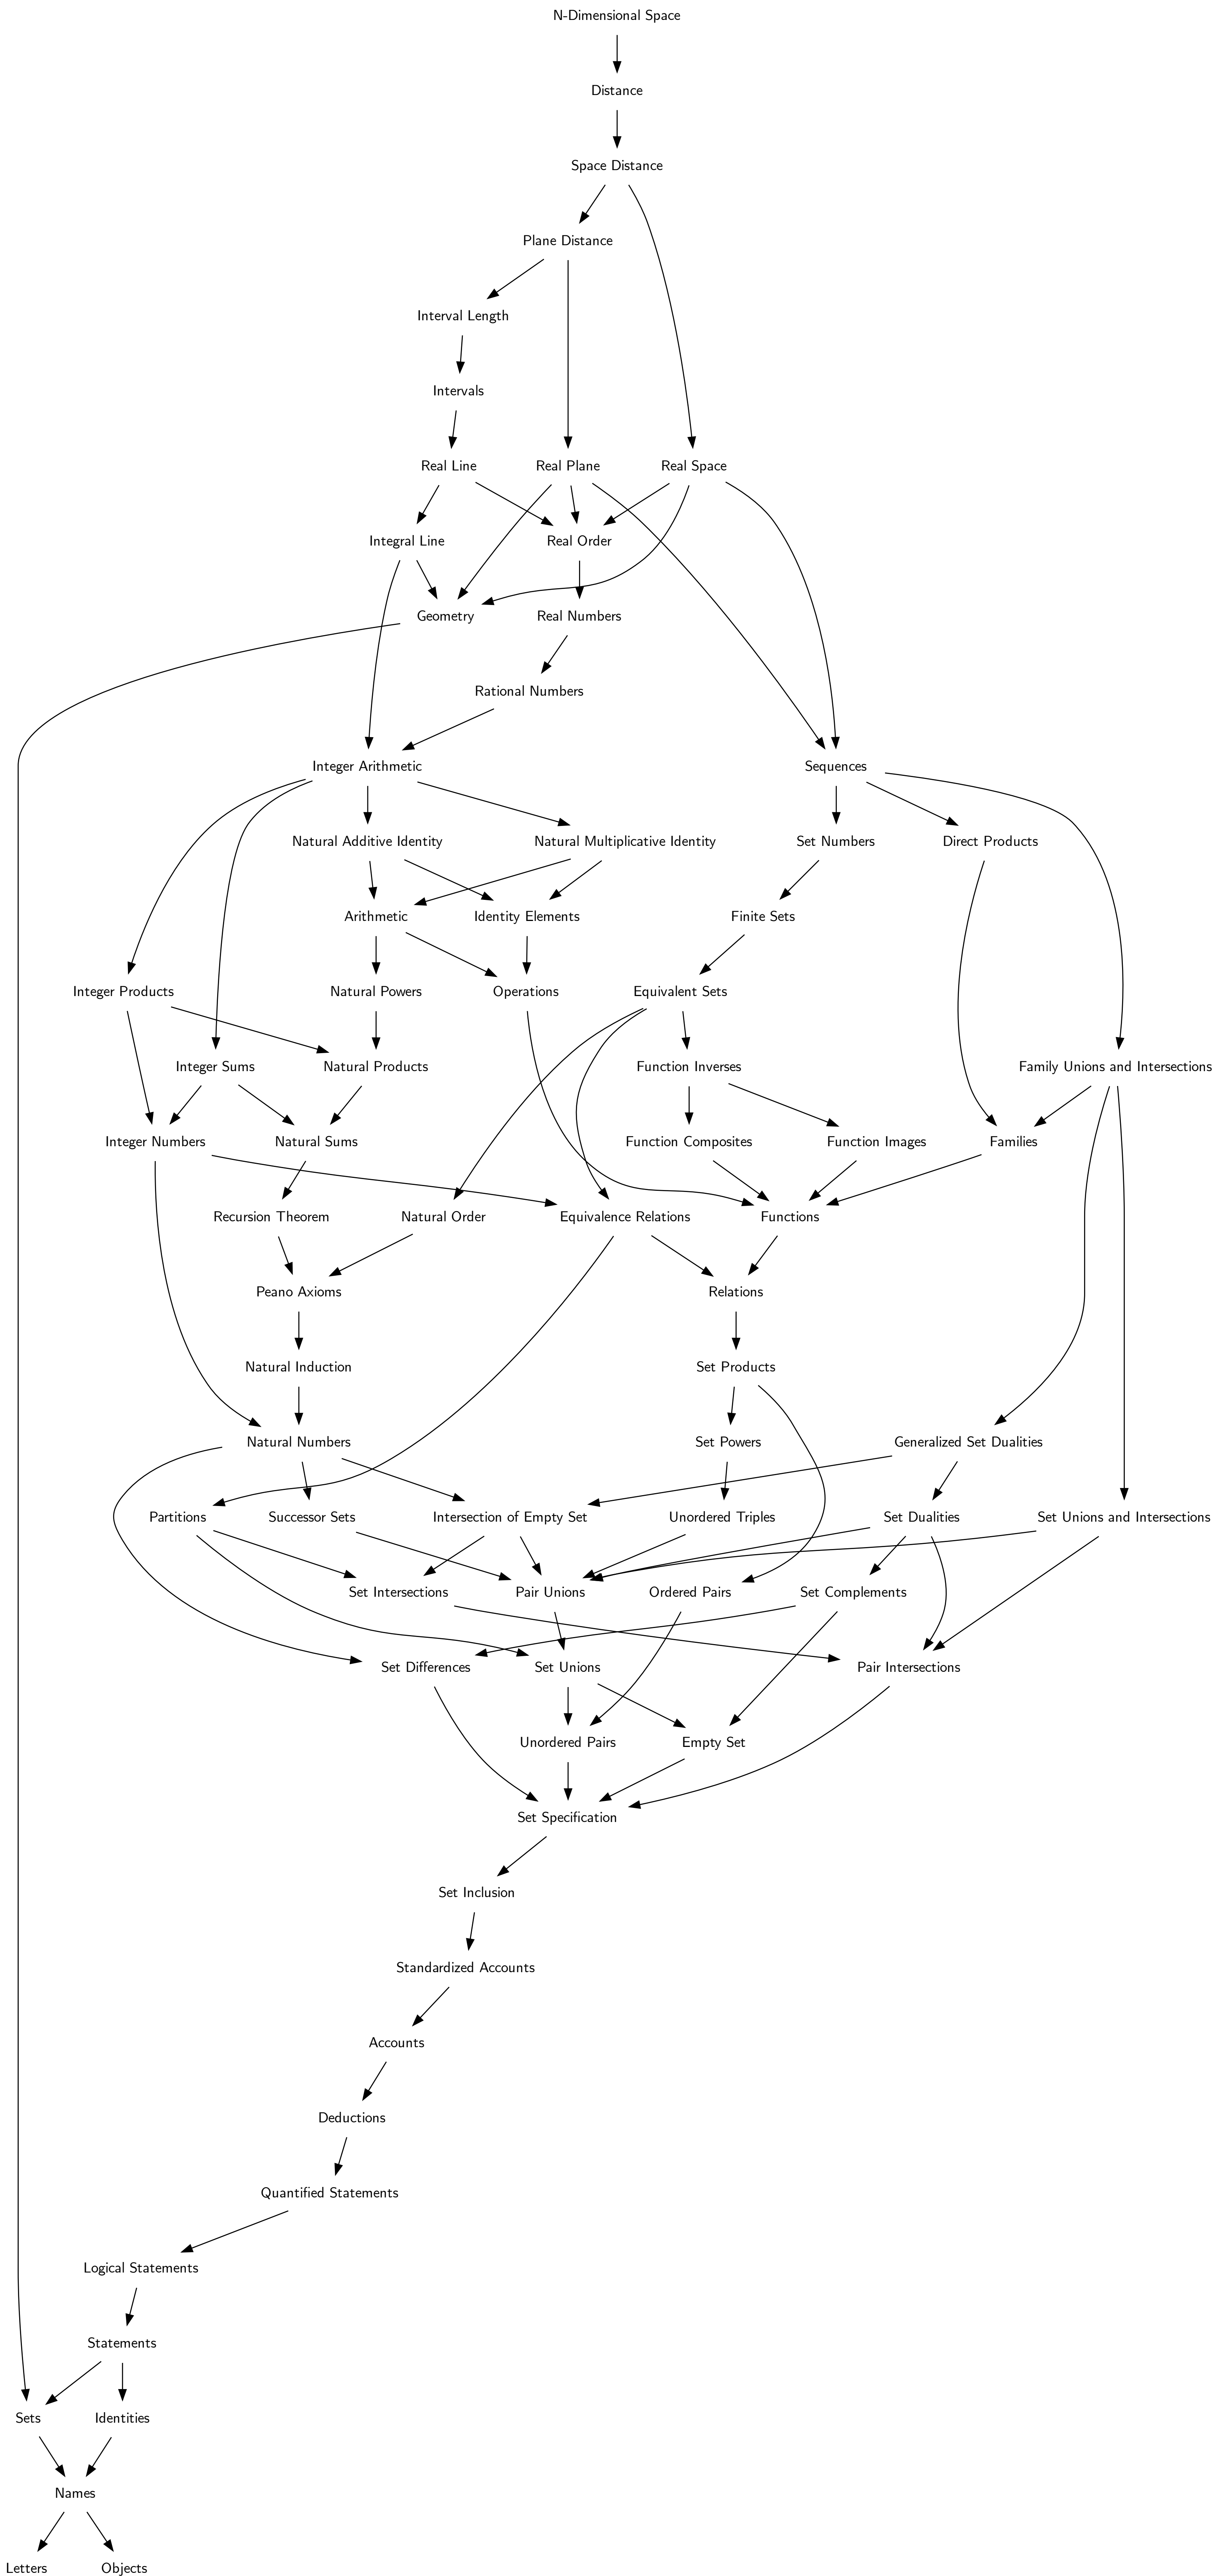 N-Dimensional Space
Distance
Space Distance
Plane Distance
Interval Length
Intervals
Real Line
Real Plane
Real Space
Integral Line
Real Order
Geometry
Real Numbers
Rational Numbers
Integer Arithmetic
Sequences
Natural Additive Identity
Natural Multiplicative Identity
Set Numbers
Direct Products
Arithmetic
Identity Elements
Finite Sets
Integer Products
Natural Powers
Operations
Equivalent Sets
Integer Sums
Natural Products
Function Inverses
Family Unions and Intersections
Integer Numbers
Natural Sums
Function Composites
Function Images
Families
Recursion Theorem
Natural Order
Equivalence Relations
Functions
Peano Axioms
Relations
Natural Induction
Set Products
Natural Numbers
Set Powers
Generalized Set Dualities
Partitions
Successor Sets
Intersection of Empty Set
Unordered Triples
Set Dualities
Set Unions and Intersections
Set Intersections
Pair Unions
Ordered Pairs
Set Complements
Set Differences
Set Unions
Pair Intersections
Unordered Pairs
Empty Set
Set Specification
Set Inclusion
Standardized Accounts
Accounts
Deductions
Quantified Statements
Logical Statements
Statements
Sets
Identities
Names
Letters
Objects